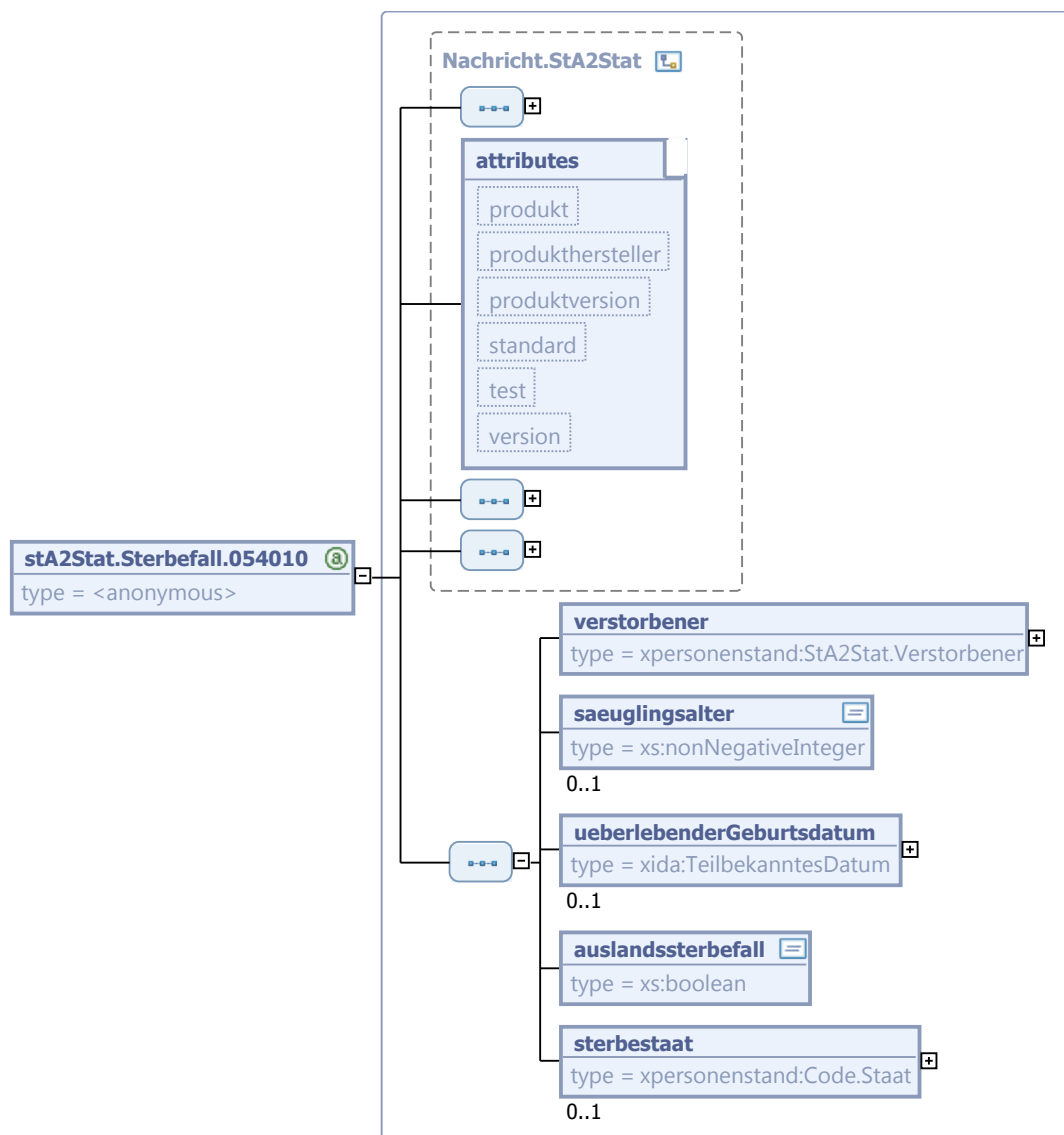 Nachricht.StA2Stat
attributes
produkt
produkthersteller
produktversion
standard
test
version
stA2Stat.Sterbefall.054010
type = <anonymous>
verstorbener
type = xpersonenstand:StA2Stat.Verstorbener
saeuglingsalter
type = xs:nonNegativeInteger
0..1
ueberlebenderGeburtsdatum
type = xida:TeilbekanntesDatum
0..1
auslandssterbefall
type = xs:boolean
sterbestaat
type = xpersonenstand:Code.Staat
0..1